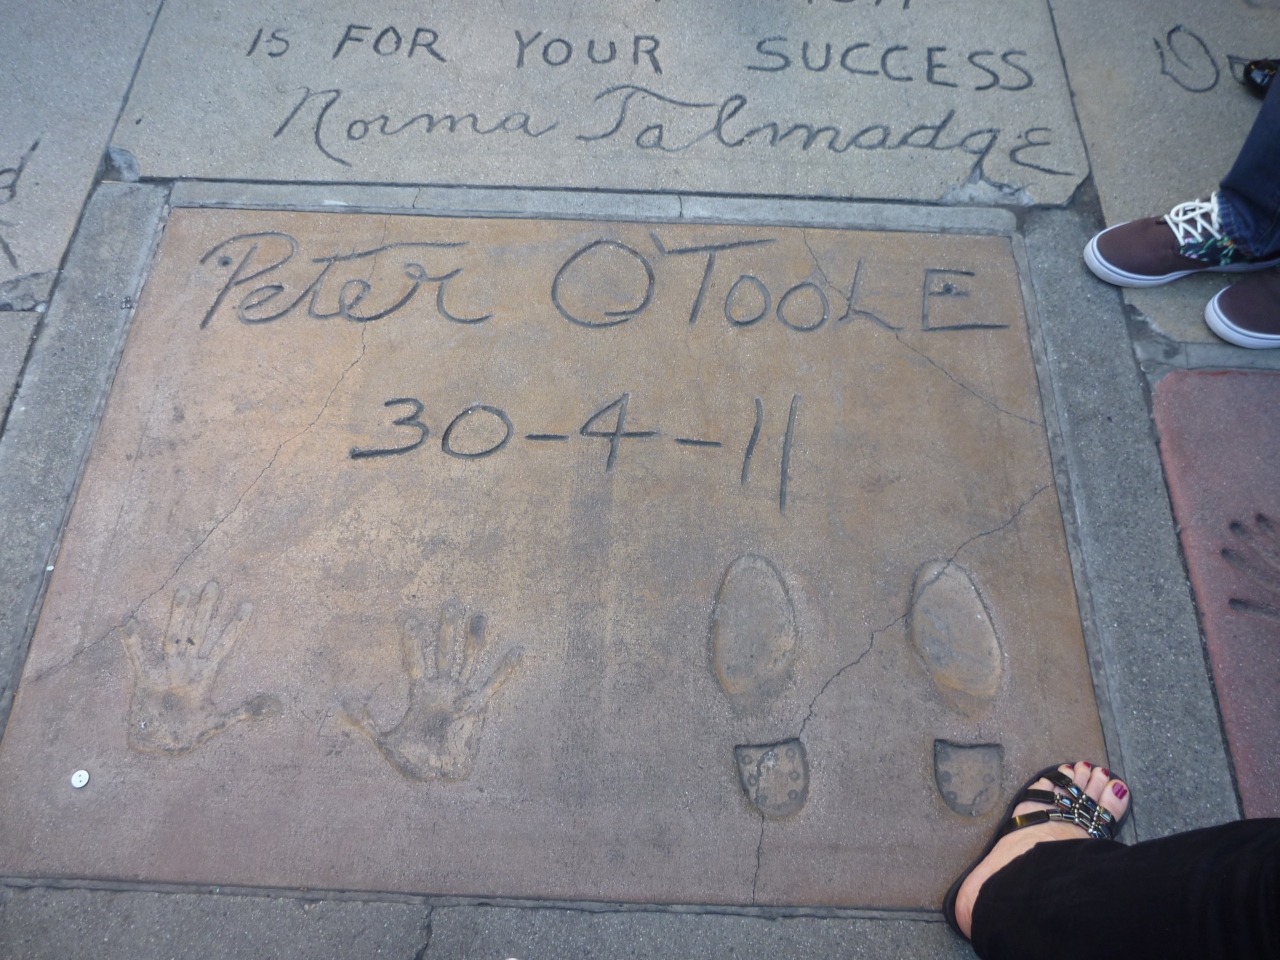 IS FOR YOUR SUCCESS
Norma Talmadge
Peter O'Toole
30-4-11